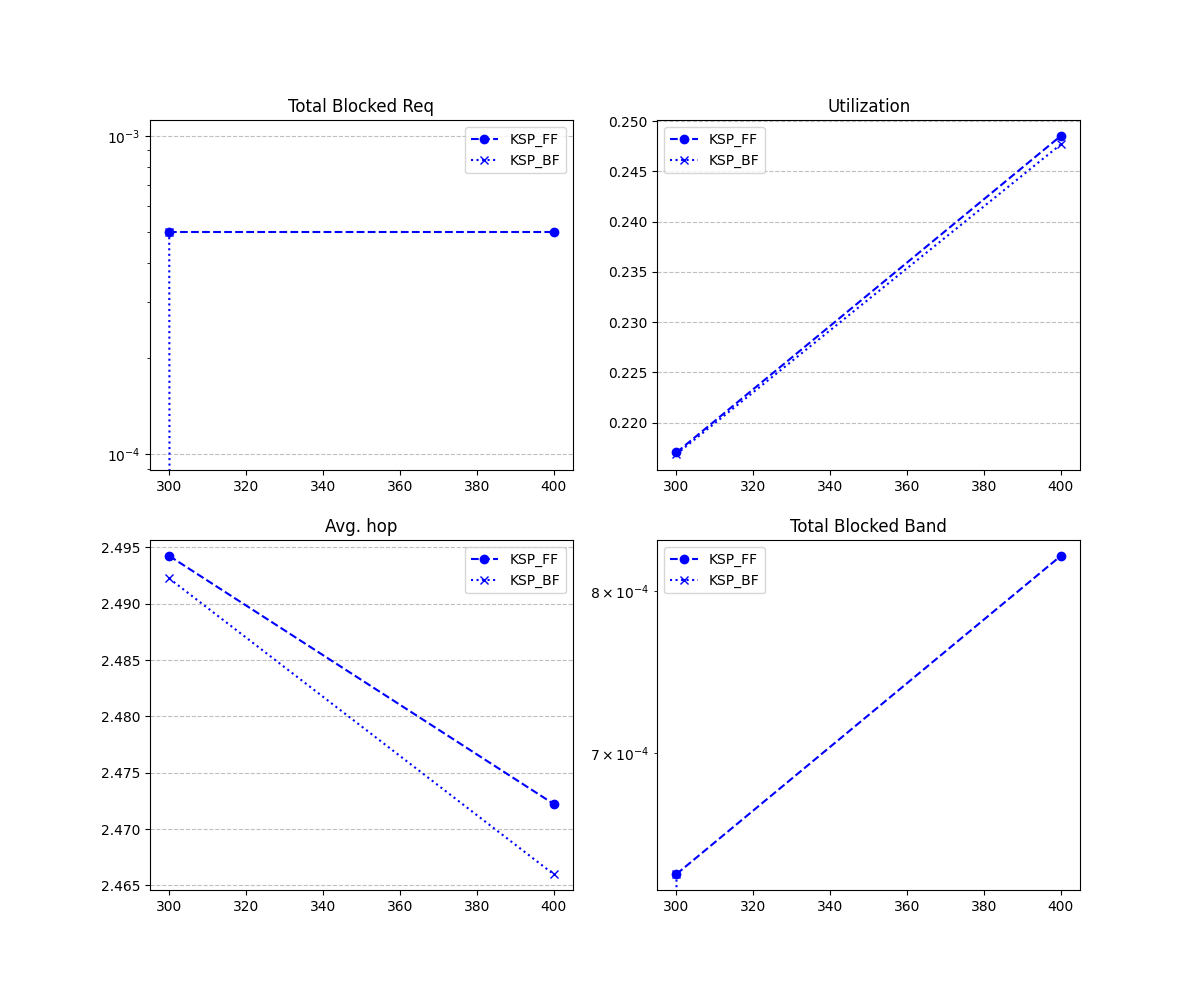 Total Blocked Req
10⁻³
10⁻⁴
KSP_FF
KSP_BF
300 320 340 360 380 400
Utilization
0.250
0.245
0.240
0.235
0.230
0.225
0.220
KSP_FF
KSP_BF
300 320 340 360 380 400
Avg. hop
2.495
2.490
2.485
2.480
2.475
2.470
2.465
KSP_FF
KSP_BF
300 320 340 360 380 400
Total Blocked Band
8 × 10⁻⁴
7 × 10⁻⁴
KSP_FF
KSP_BF
300 320 340 360 380 400